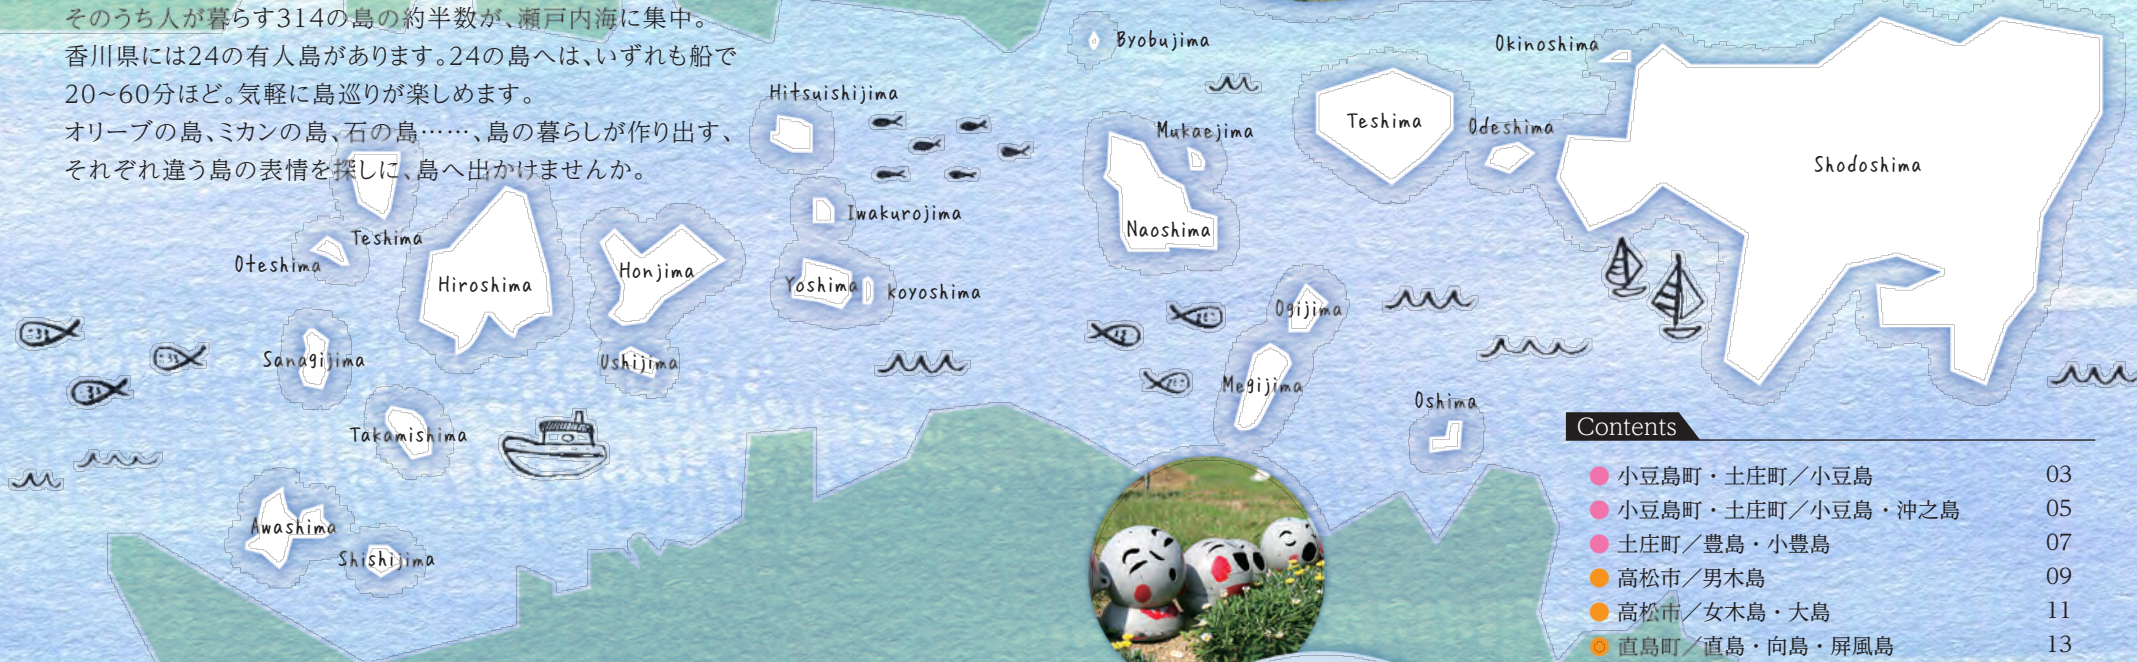 そのうち人が暮らす314の島の約半数が、瀬戸内海に集中。
香川県には24の有人島があります。24の島へは、いずれも船で
20~60分ほど。気軽に島巡りが楽しめます。
オリーブの島、ミカンの島、石の島……、島の暮らしが作り出す、
それぞれ違う島の表情を探しに、島へ出かけませんか。
Byobujima
Okinoshima
Hitsuishijima
Mukaejima
Teshima
Odeshima
Shodoshima
Iwakurojima
Naoshima
Teshima
Oteshima
Hiroshima
Honjima
Yoshima
koyoshima
Ogijima
Sanagijima
Ushijima
Megijima
Oshima
Takamishima
Awashima
Shishijima
Contents
小豆島町・土庄町／小豆島 03
小豆島町・土庄町／小豆島・沖之島 05
土庄町／豊島・小豊島 07
高松市／男木島 09
高松市／女木島・大島 11
直島町／直島・向島・屏風島 13